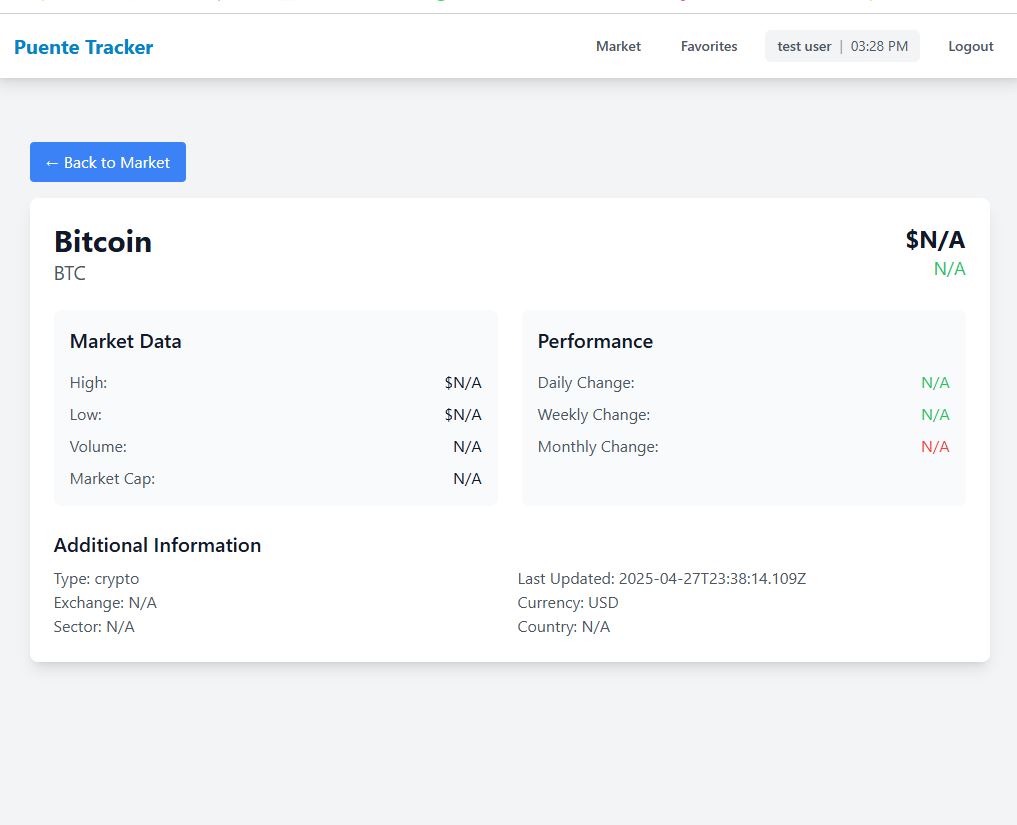 Puente Tracker
Market
Favorites
test user | 03:28 PM
Logout
← Back to Market
Bitcoin
$N/A
BTC
N/A
Market Data
High: $N/A
Low: $N/A
Volume: N/A
Market Cap: N/A
Performance
Daily Change: N/A
Weekly Change: N/A
Monthly Change: N/A
Additional Information
Type: crypto
Exchange: N/A
Sector: N/A
Last Updated: 2025-04-27T23:38:14.109Z
Currency: USD
Country: N/A